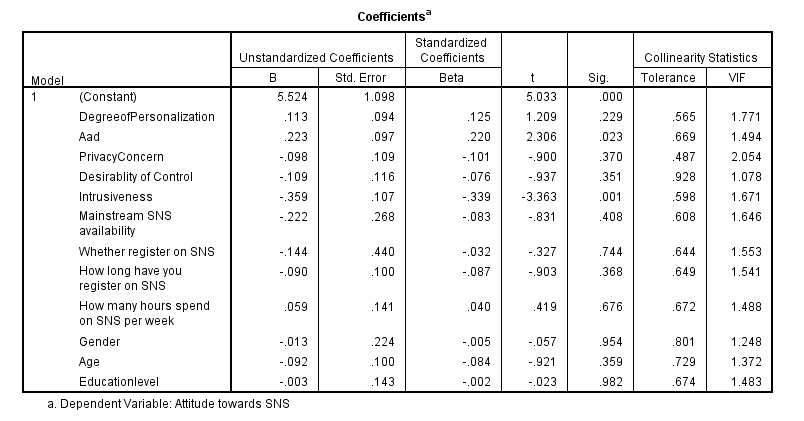 Coefficientsᵃ
Model Unstandardized Coefficients Standardized Coefficients t Sig. Collinearity Statistics
B Std. Error Beta Tolerance VIF
1 (Constant) 5.524 1.098 5.033 .000
DegreeofPersonalization .113 .094 .125 1.209 .229 .565 1.771
Aad .223 .097 .220 2.306 .023 .669 1.494
PrivacyConcern -.098 .109 -.101 -.900 .370 .487 2.054
Desirablity of Control -.109 .116 -.076 -.937 .351 .928 1.078
Intrusiveness -.359 .107 -.339 -3.363 .001 .598 1.671
Mainstream SNS availability -.222 .268 -.083 -.831 .408 .608 1.646
Whether register on SNS -.144 .440 -.032 -.327 .744 .644 1.553
How long have you register on SNS -.090 .100 -.087 -.903 .368 .649 1.541
How many hours spend on SNS per week .059 .141 .040 .419 .676 .672 1.488
Gender -.013 .224 -.005 -.057 .954 .801 1.248
Age -.092 .100 -.084 -.921 .359 .729 1.372
Educationlevel -.003 .143 -.002 -.023 .982 .674 1.483
a. Dependent Variable: Attitude towards SNS